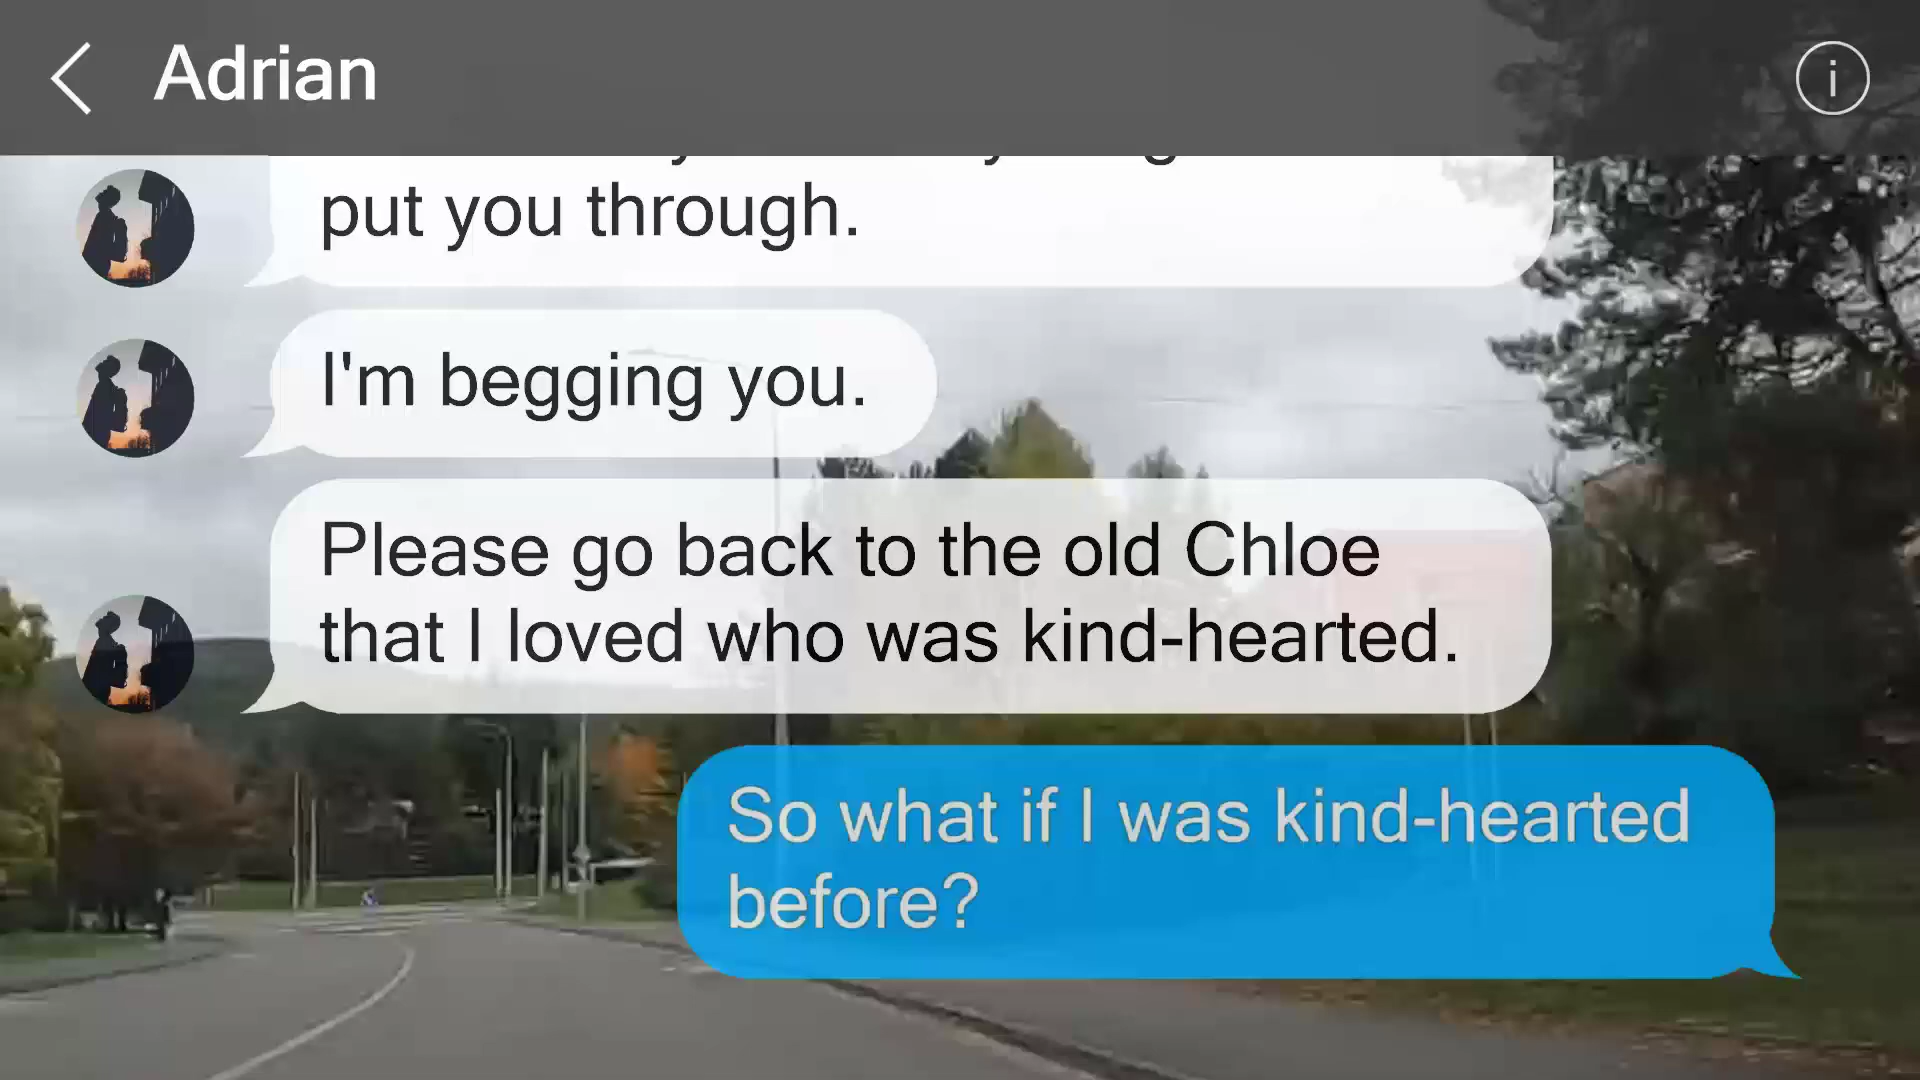 Adrian
put you through.
I'm begging you.
Please go back to the old Chloe
that I loved who was kind-hearted.
So what if I was kind-hearted
before?